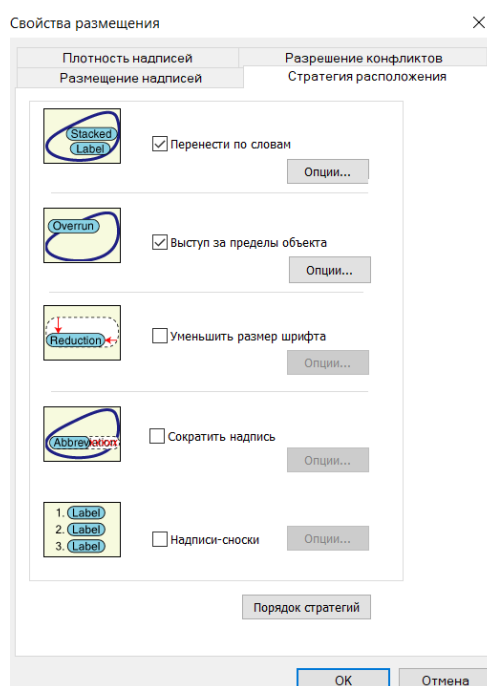 Свойства размещения
Плотность надписей
Разрешение конфликтов
Размещение надписей
Стратегия расположения
Stacked
Label
Перенести по словам
Опции...
Overrun
Выступ за пределы объекта
Опции...
Reduction
Уменьшить размер шрифта
Опции...
Abbreviation
Сократить надпись
Опции...
1. Label
2. Label
3. Label
Надписи-сноски
Опции...
Порядок стратегий
OK
Отмена